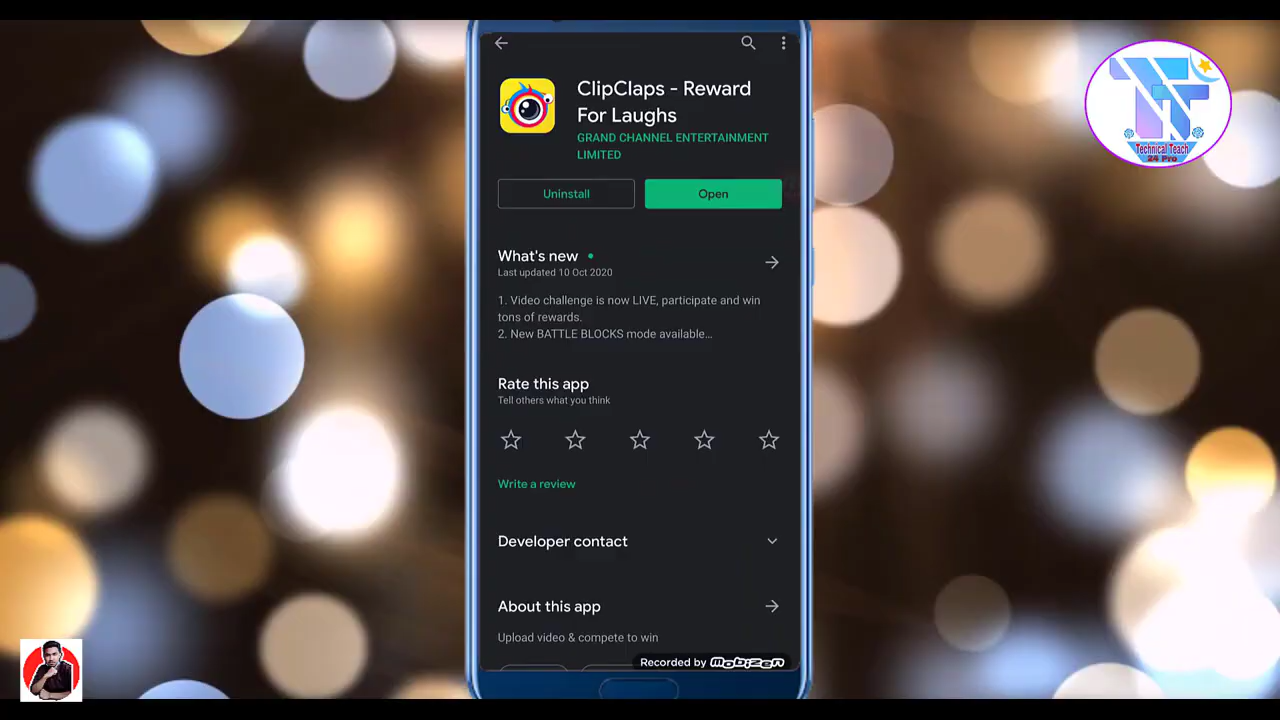 ClipClaps - Reward
For Laughs
GRAND CHANNEL ENTERTAINMENT
LIMITED
Uninstall
Open
What's new
Last updated 10 Oct 2020
1. Video challenge is now LIVE, participate and win
tons of rewards.
2. New BATTLE BLOCKS mode available...
Rate this app
Tell others what you think
Write a review
Developer contact
About this app
Upload video & compete to win
Recorded by mobizen
TT
Technical Teach
24 Pro